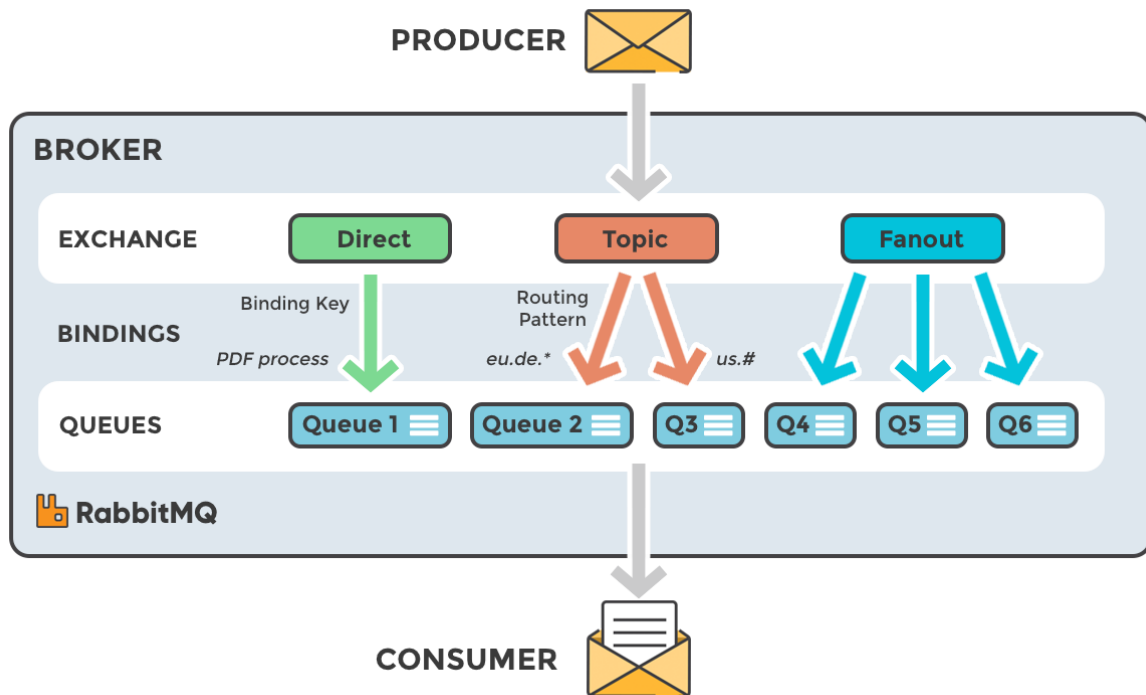 PRODUCER
BROKER
EXCHANGE
Direct
Topic
Fanout
Binding Key
Routing
Pattern
BINDINGS
PDF process
eu.de.*
us.#
QUEUES
Queue 1
Queue 2
Q3
Q4
Q5
Q6
RabbitMQ
CONSUMER